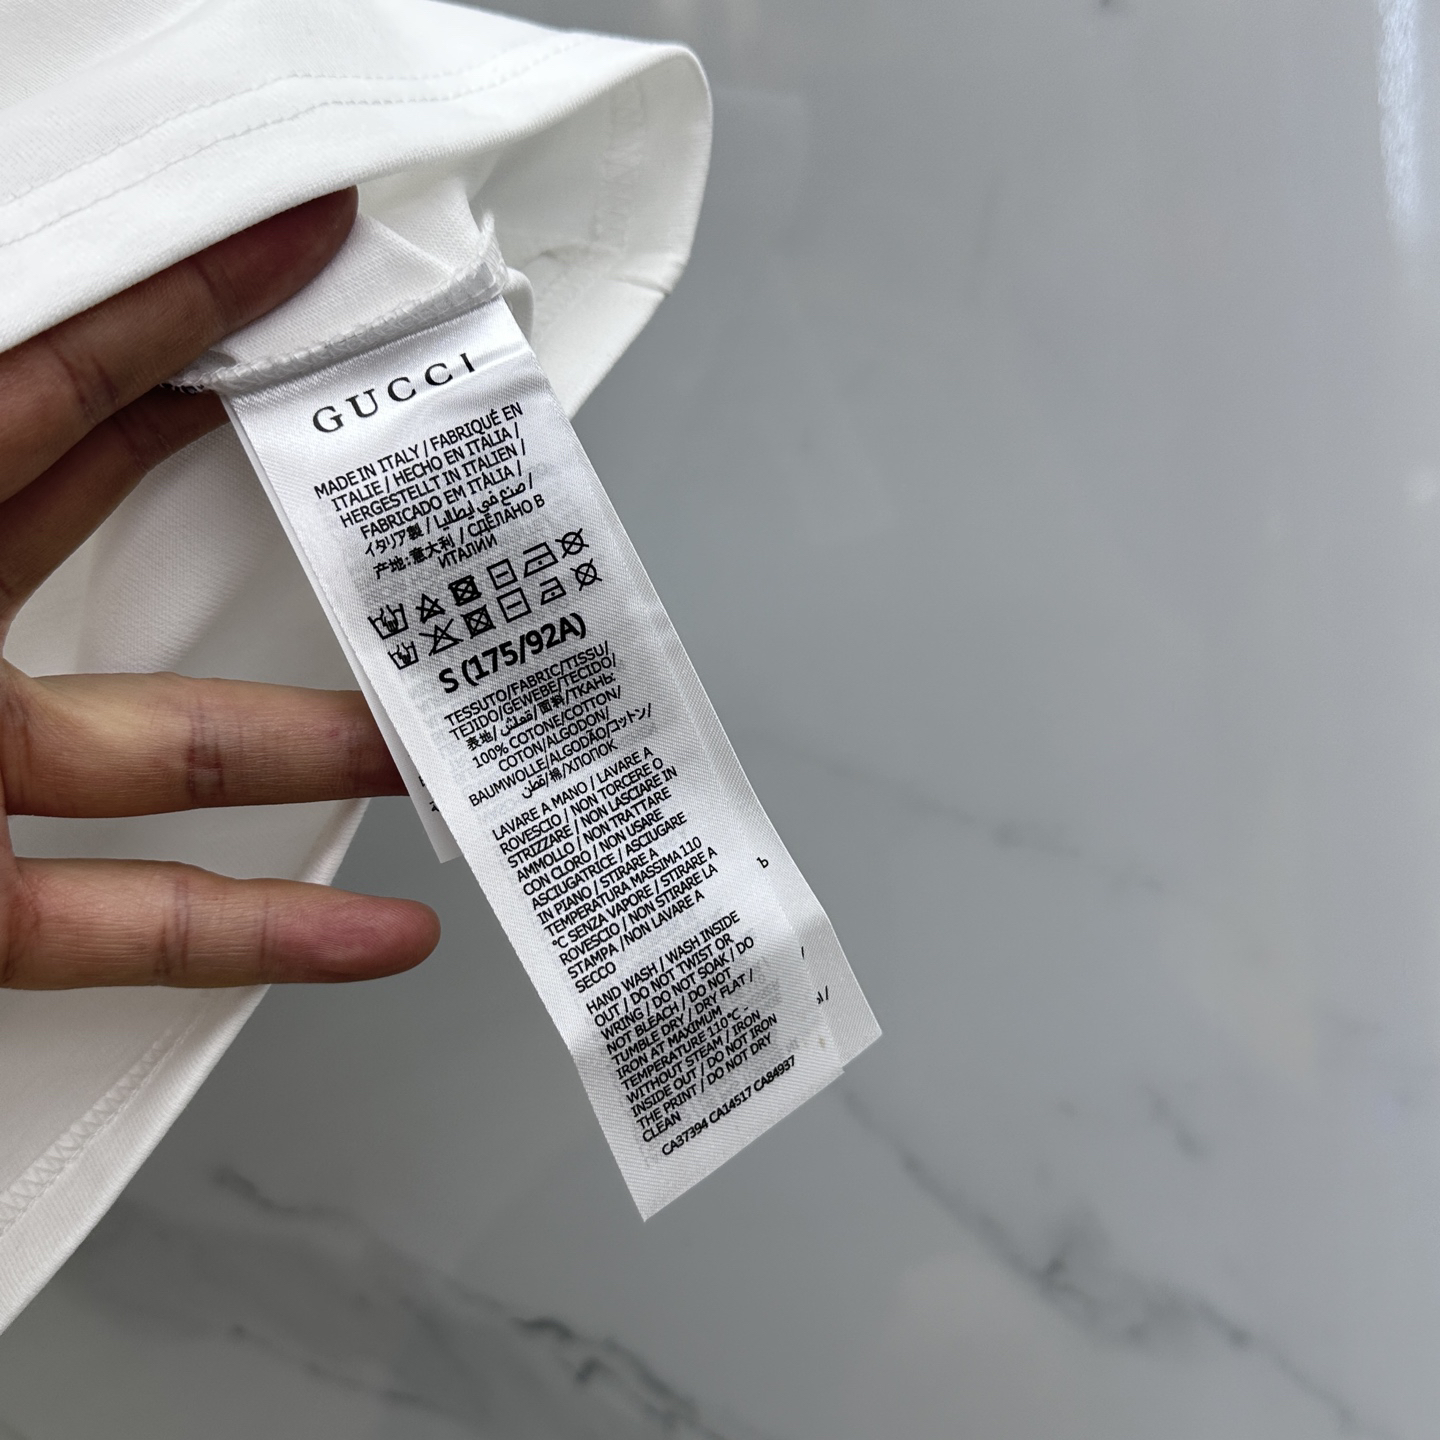 GUCCI
MADE IN ITALY / FABRIQUÉ EN
ITALIE / HECHO EN ITALIA /
HERGESTELLT IN ITALIEN /
FABRICADO EM ITÁLIA /
イタリア製 / صنع في إيطاليا /
产地:意大利 / СДЕЛАНО В
ИТАЛИИ
S (175/92A)
TESSUTO/FABRIC/TISSU/
TEJIDO/GEWEBE/TECIDO/
表地/قماش/面料/ТКАНЬ:
100% COTONE/COTTON/
COTON/ALGODON/
BAUMWOLLE/ALGODÃO/コットン/
قطن/棉/ХЛОПОК
LAVARE A MANO / LAVARE A
ROVESCIO / NON TORCERE O
STRIZZARE / NON LASCIARE IN
AMMOLLO / NON TRATTARE
CON CLORO / NON USARE
ASCIUGATRICE / ASCIUGARE
IN PIANO / STIRARE A
TEMPERATURA MASSIMA 110
°C SENZA VAPORE / STIRARE A
ROVESCIO / NON STIRARE LA
STAMPA /NON LAVARE A
SECCO
HAND WASH / WASH INSIDE
OUT / DO NOT TWIST OR
WRING / DO NOT SOAK / DO
NOT BLEACH / DO NOT
TUMBLE DRY / DRY FLAT /
IRON AT MAXIMUM
TEMPERATURE 110°C -
WITHOUT STEAM / IRON
INSIDE OUT / DO NOT IRON
THE PRINT / DO NOT DRY
CLEAN
CA37394 CA14517 CA84937